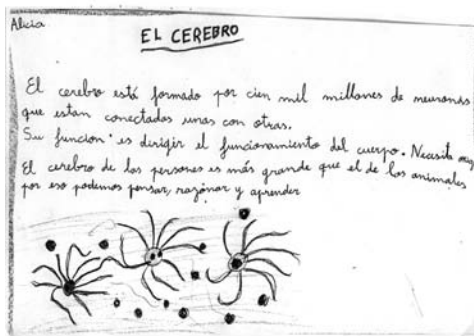 Alicia
EL CEREBRO
El cerebro está formado por cien mil millones de neuronas
que estan conectadas unas con otras.
Su funcion es dirigir el funcionamiento del cuerpo. Necesita
El cerebro de las personas es más grande que el de los animales
por eso podemos pensar, razonar y aprender